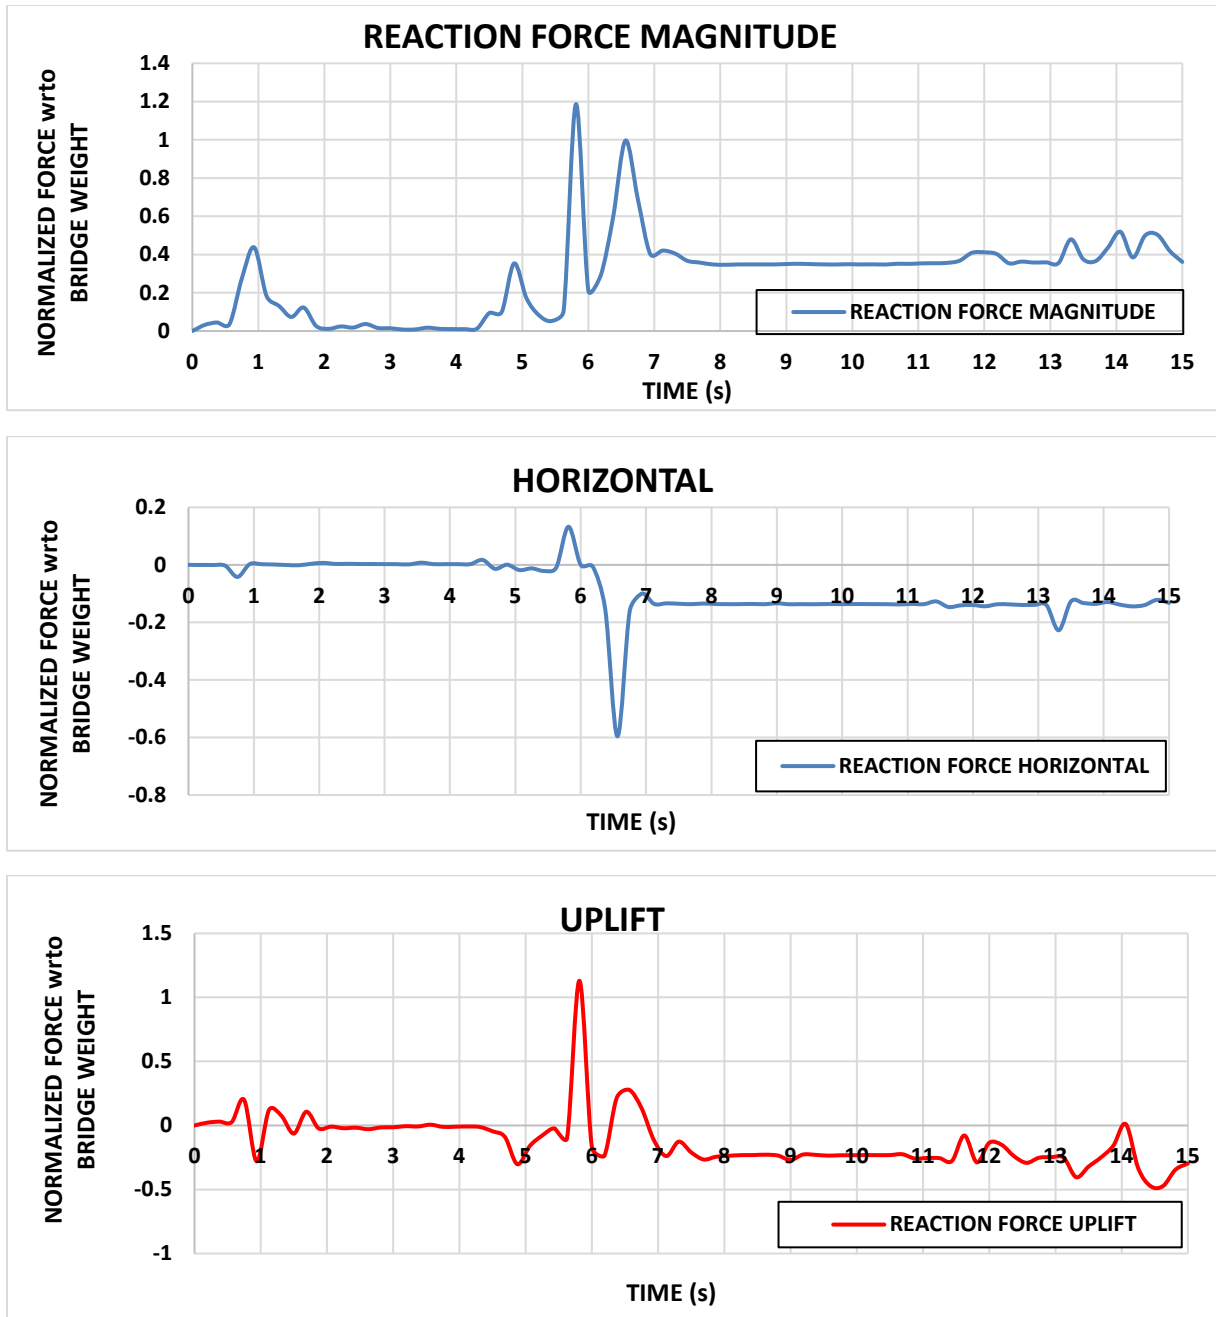 REACTION FORCE MAGNITUDE
NORMALIZED FORCE wrto
BRIDGE WEIGHT
1.4
1.2
1
0.8
0.6
0.4
0.2
0
0 1 2 3 4 5 6 7 8 9 10 11 12 13 14 15
TIME (s)
REACTION FORCE MAGNITUDE
HORIZONTAL
NORMALIZED FORCE wrto
BRIDGE WEIGHT
0.2
0
-0.2
-0.4
-0.6
-0.8
0 1 2 3 4 5 6 7 8 9 10 11 12 13 14 15
REACTION FORCE HORIZONTAL
TIME (s)
UPLIFT
NORMALIZED FORCE wrto
BRIDGE WEIGHT
1.5
1
0.5
0
-0.5
-1
0 1 2 3 4 5 6 7 8 9 10 11 12 13 14 15
REACTION FORCE UPLIFT
TIME (s)